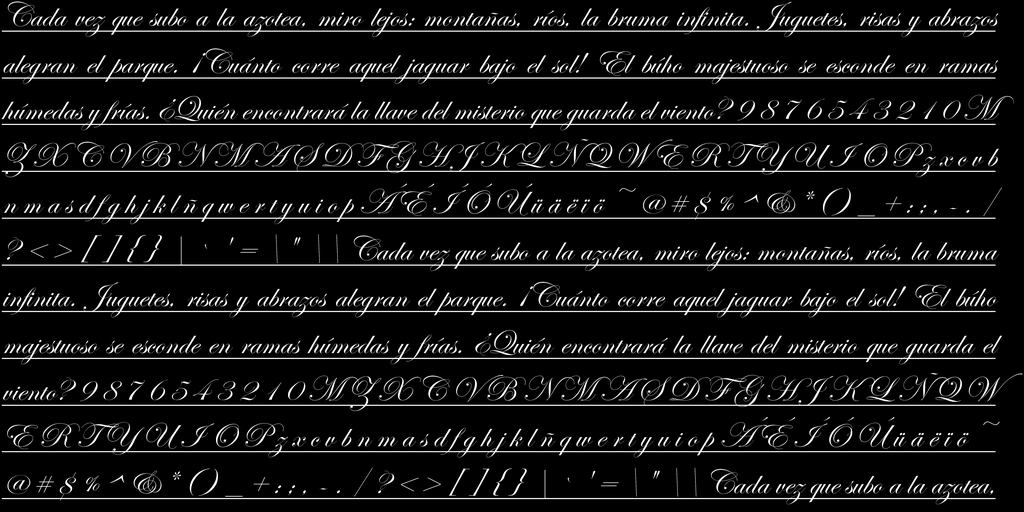 Cada vez que subo a la azotea, miro lejos: montañas, ríos, la bruma infinita. Juguetes, risas y abrazos
alegran el parque. ¡Cuánto corre aquel jaguar bajo el sol! El búho majestuoso se esconde en ramas
húmedas y frías. ¿Quién encontrará la llave del misterio que guarda el viento? 9 8 7 6 5 4 3 2 1 0 M
Z X C V B N M A S D F G H J K L Ñ Q W E R T Y U I O P z x c v b
n m a s d f g h j k l ñ q w e r t y u i o p Á É Í Ó Ú ü ä ë ï ö ~ @ # $ % ^ & * ( ) _ + : ; , - . /
? < > [ ] { } | ` ' = \ " | | Cada vez que subo a la azotea, miro lejos: montañas, ríos, la bruma
infinita. Juguetes, risas y abrazos alegran el parque. ¡Cuánto corre aquel jaguar bajo el sol! El búho
majestuoso se esconde en ramas húmedas y frías. ¿Quién encontrará la llave del misterio que guarda el
viento? 9 8 7 6 5 4 3 2 1 0 M Z X C V B N M A S D F G H J K L Ñ Q W
E R T Y U I O P z x c v b n m a s d f g h j k l ñ q w e r t y u i o p Á É Í Ó Ú ü ä ë ï ö ~
@ # $ % ^ & * ( ) _ + : ; , - . / ? < > [ ] { } | ` ' = \ " | | Cada vez que subo a la azotea,